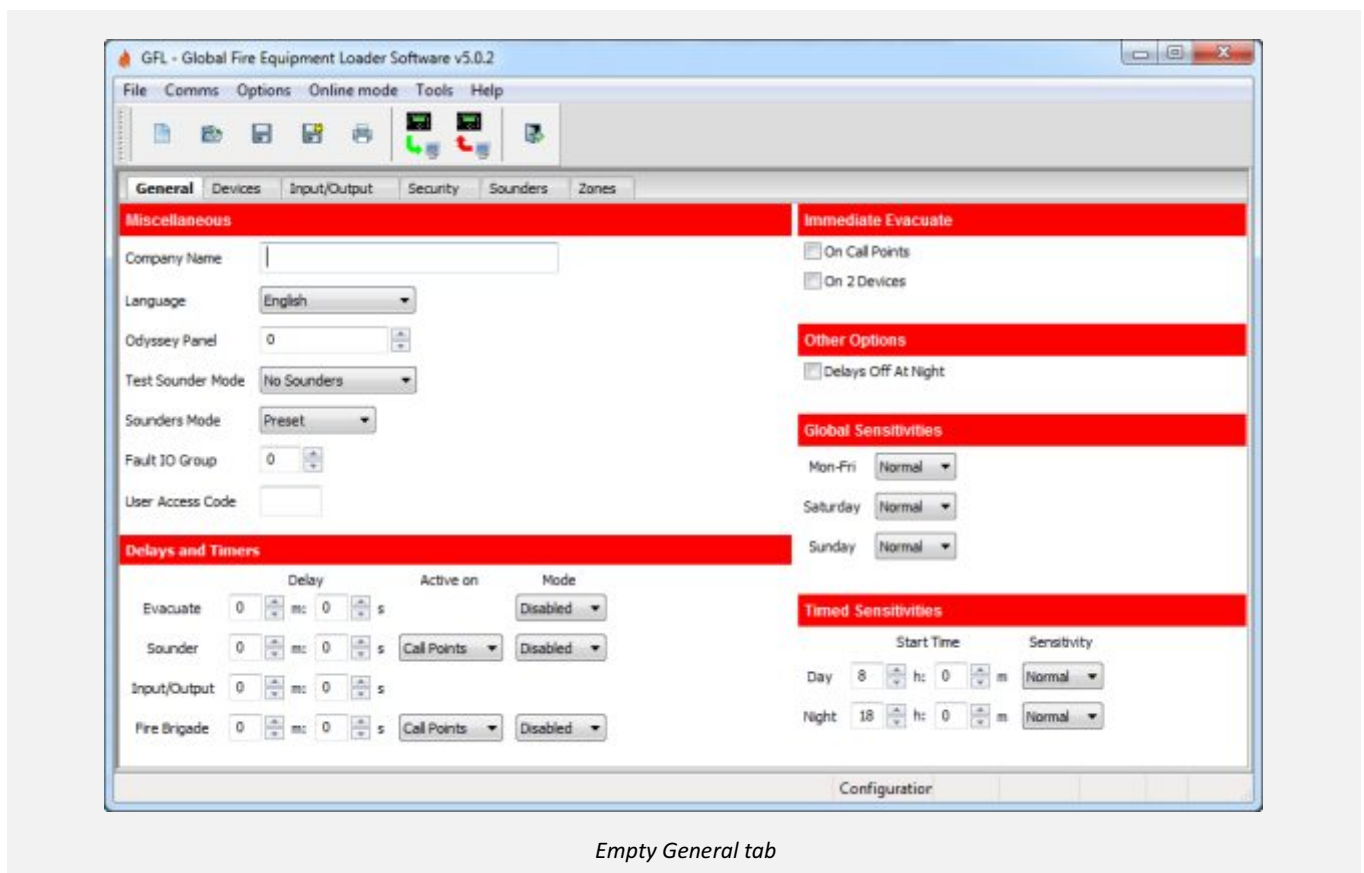 GFL - Global Fire Equipment Loader Software v5.0.2
File Comms Options Online mode Tools Help
General Devices Input/Output Security Sounders Zones
Miscellaneous
Company Name
Language English
Odyssey Panel 0
Test Sounder Mode No Sounders
Sounders Mode Preset
Fault IO Group 0
User Access Code
Delays and Timers
Delay Active on Mode
Evacuate 0 m: 0 s Disabled
Sounder 0 m: 0 s Call Points Disabled
Input/Output 0 m: 0 s
Fire Brigade 0 m: 0 s Call Points Disabled
Immediate Evacuate
On Call Points
On 2 Devices
Other Options
Delays Off At Night
Global Sensitivities
Mon-Fri Normal
Saturday Normal
Sunday Normal
Timed Sensitivities
Start Time Sensitivity
Day 8 h: 0 m Normal
Night 18 h: 0 m Normal
Configuration
Empty General tab